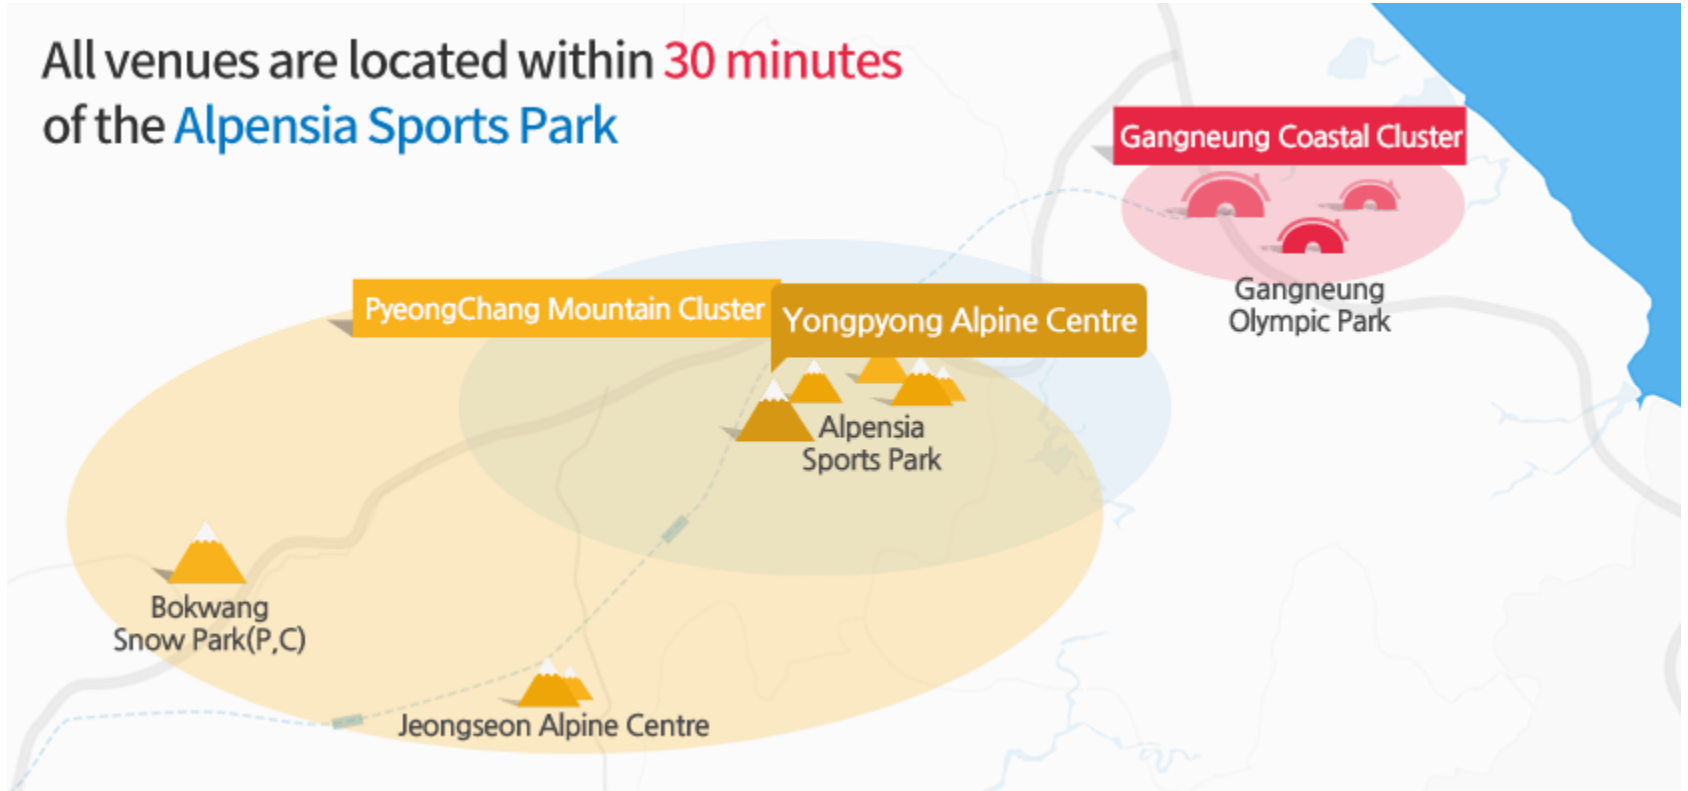 All venues are located within 30 minutes
of the Alpensia Sports Park
Gangneung Coastal Cluster
Gangneung
Olympic Park
PyeongChang Mountain Cluster
Yongpyong Alpine Centre
Alpensia
Sports Park
Bokwang
Snow Park(P,C)
Jeongseon Alpine Centre